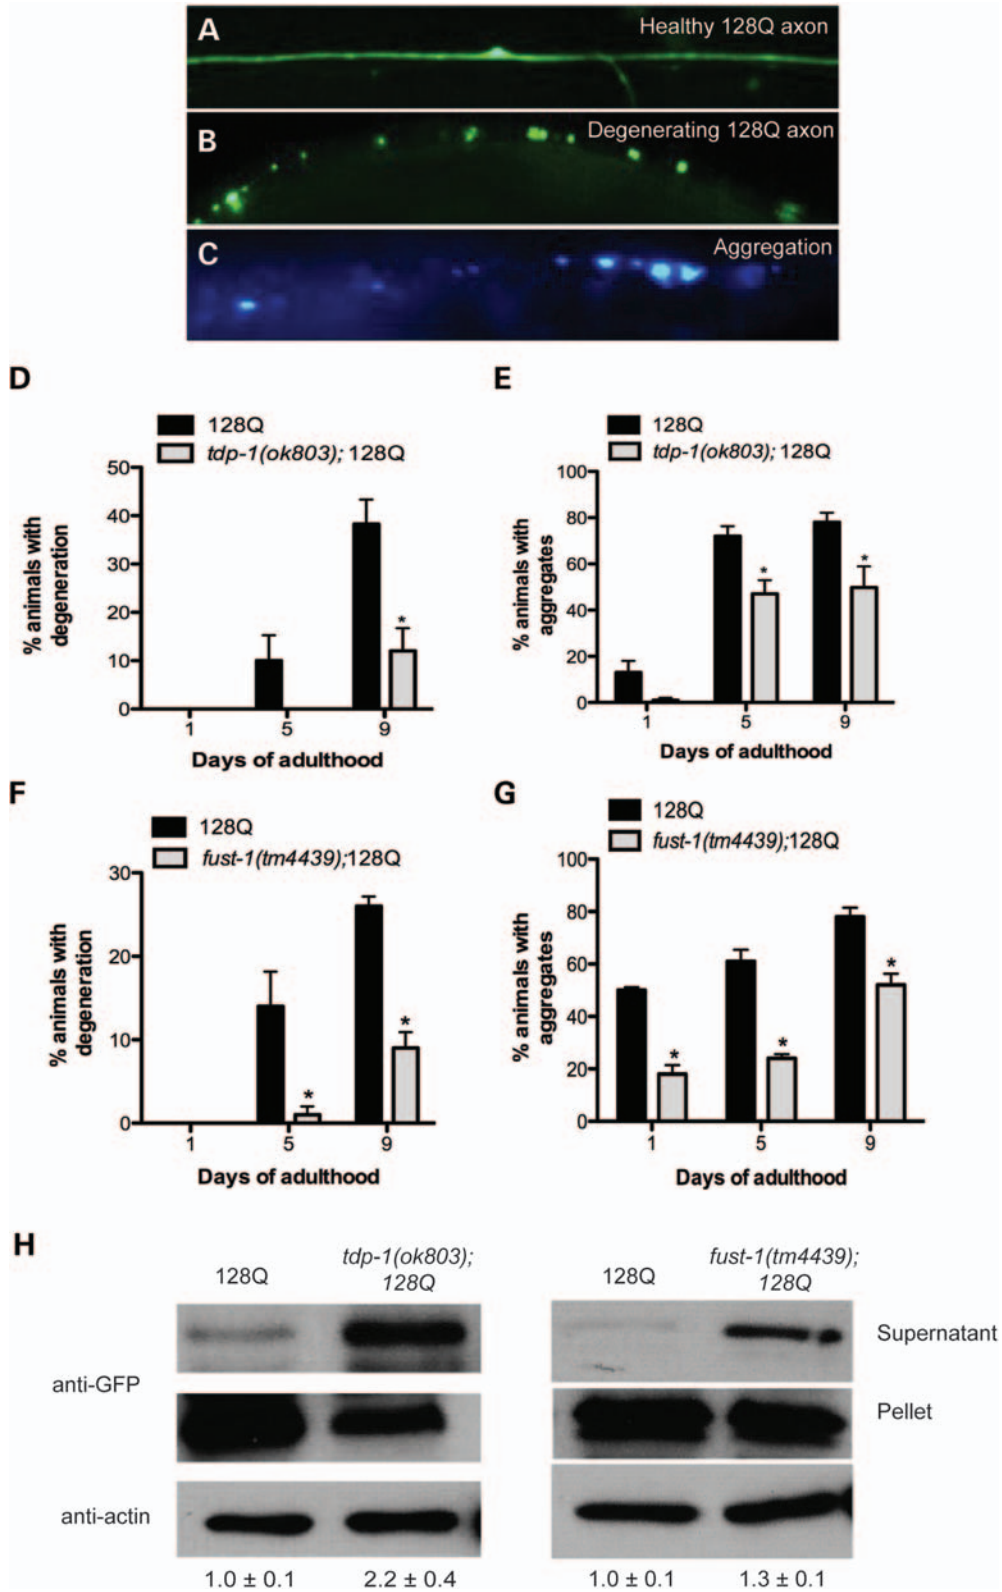 A
Healthy 128Q axon
B
Degenerating 128Q axon
C
Aggregation
D
128Q
tdp-1(ok803); 128Q
50
40
30
20
10
0
% animals with
degeneration
1 5 9
Days of adulthood
E
128Q
tdp-1(ok803); 128Q
100
80
60
40
20
0
% animals with
aggregates
* *
1 5 9
Days of adulthood
F
128Q
fust-1(tm4439);128Q
30
20
10
0
% animals with
degeneration
* *
1 5 9
Days of adulthood
G
128Q
fust-1(tm4439);128Q
100
80
60
40
20
0
% animals with
aggregates
* * *
1 5 9
Days of adulthood
H
128Q
tdp-1(ok803);
128Q
128Q
fust-1(tm4439);
128Q
Supernatant
anti-GFP
Pellet
anti-actin
1.0 ± 0.1 2.2 ± 0.4 1.0 ± 0.1 1.3 ± 0.1